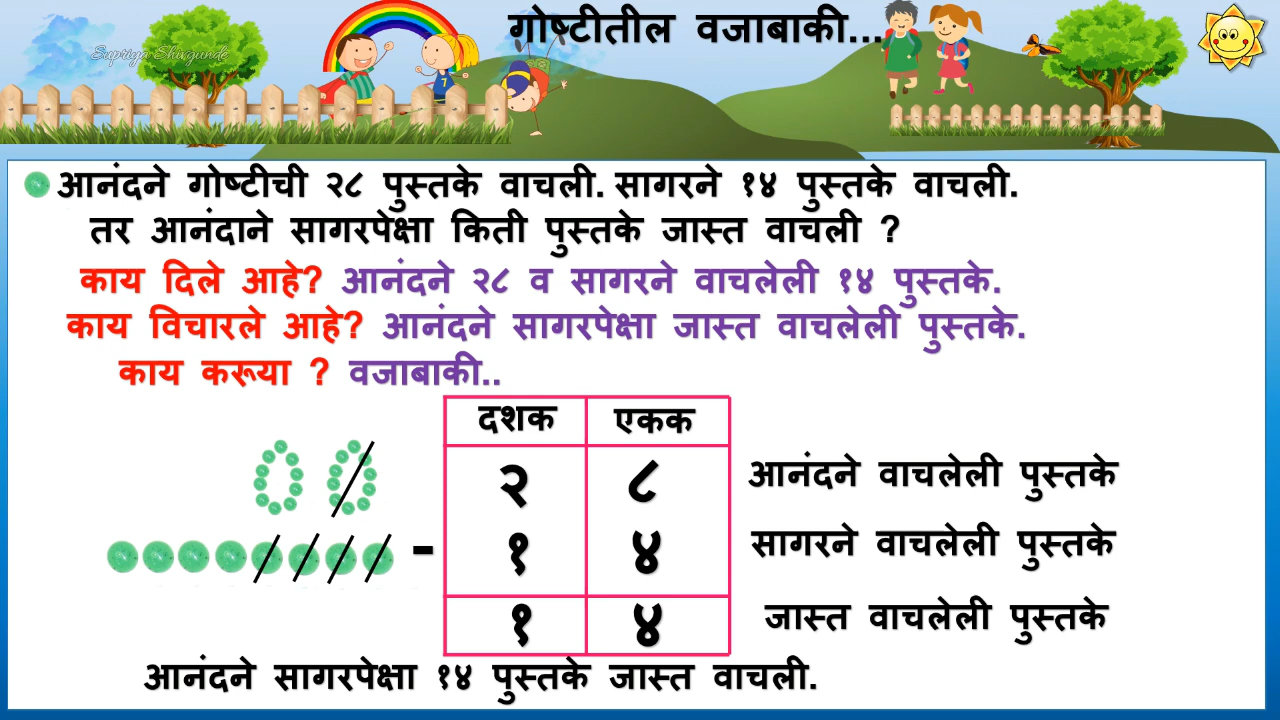 गोष्टीतील वजाबाकी...
Supriya Shirgunde
आनंदने गोष्टीची २८ पुस्तके वाचली. सागरने १४ पुस्तके वाचली.
तर आनंदाने सागरपेक्षा किती पुस्तके जास्त वाचली ?
काय दिले आहे? आनंदने २८ व सागरने वाचलेली १४ पुस्तके.
काय विचारले आहे? आनंदने सागरपेक्षा जास्त वाचलेली पुस्तके.
काय करूया ? वजाबाकी..
दशक एकक
२ ८ आनंदने वाचलेली पुस्तके
- १ ४ सागरने वाचलेली पुस्तके
१ ४ जास्त वाचलेली पुस्तके
आनंदने सागरपेक्षा १४ पुस्तके जास्त वाचली.